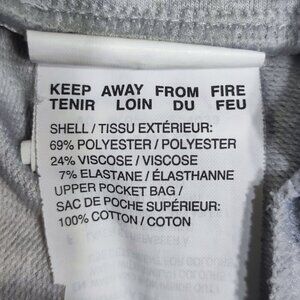 KEEP AWAY FROM FIRE
TENIR LOIN DU FEU
SHELL / TISSU EXTÉRIEUR:
69% POLYESTER / POLYESTER
24% VISCOSE / VISCOSE
7% ELASTANE / ÉLASTHANNE
UPPER POCKET BAG /
SAC DE POCHE SUPÉRIEUR:
100% COTTON / COTON